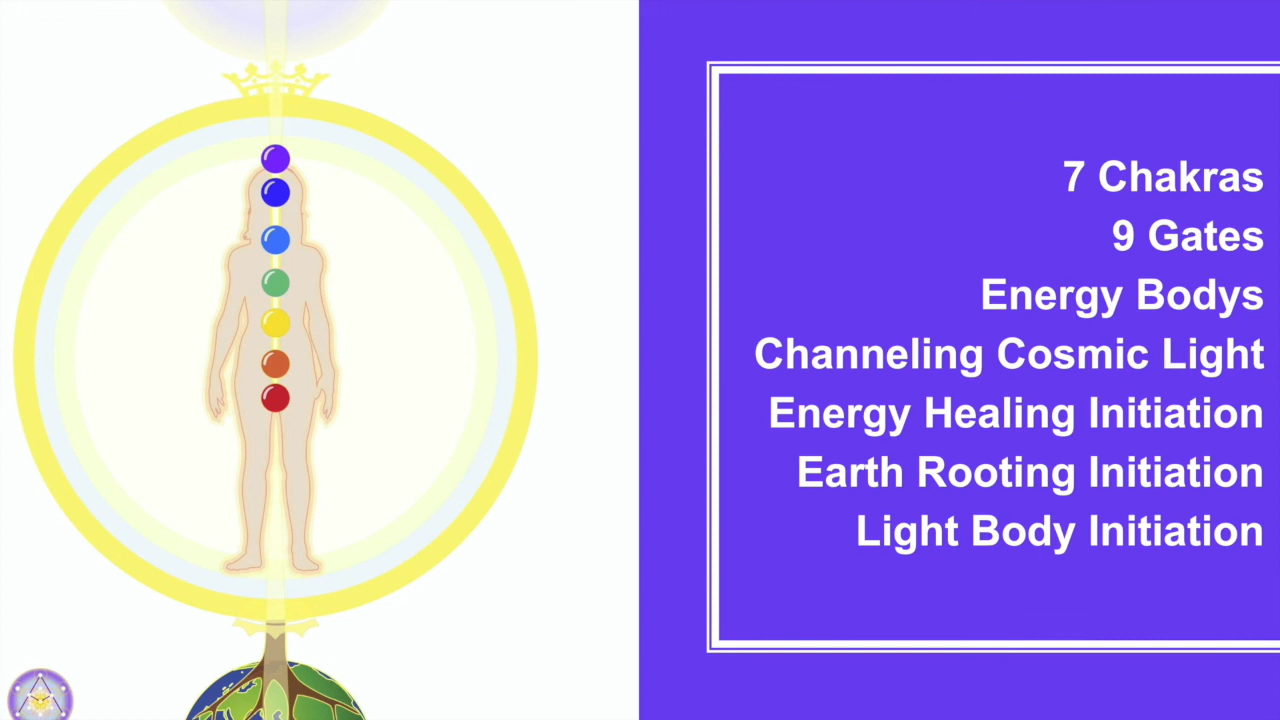 7 Chakras
9 Gates
Energy Bodys
Channeling Cosmic Light
Energy Healing Initiation
Earth Rooting Initiation
Light Body Initiation